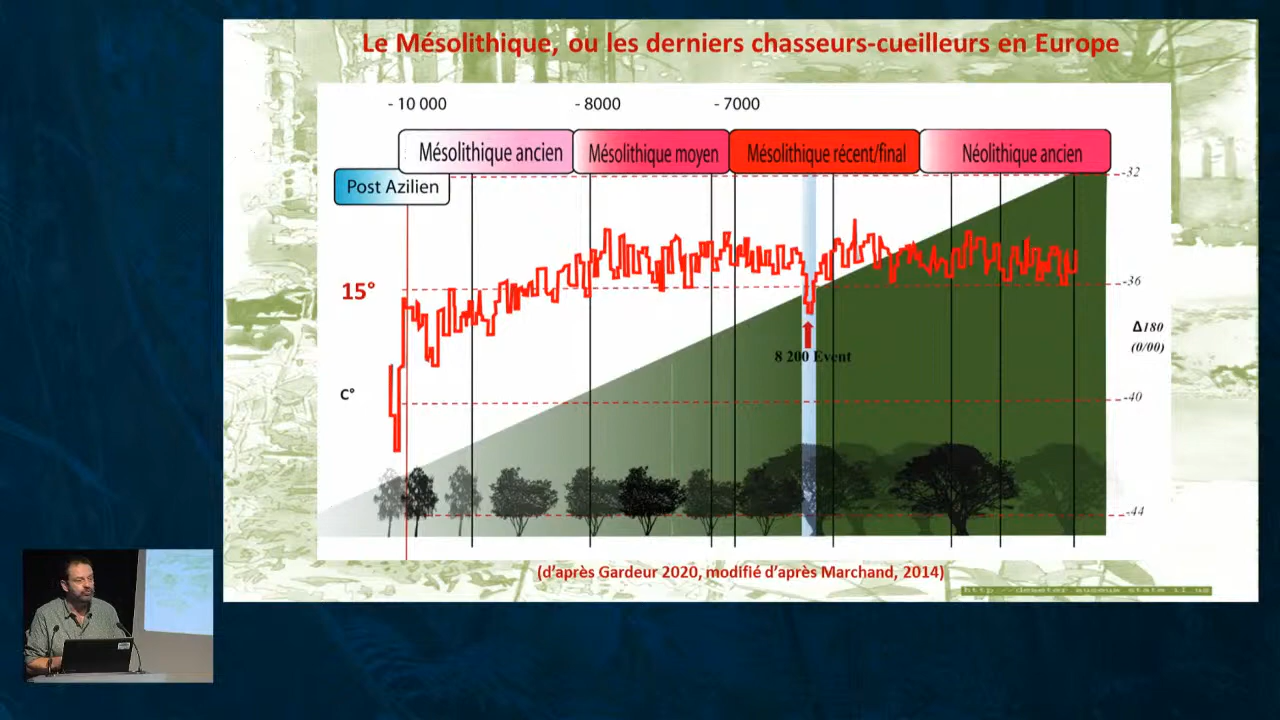 Le Mésolithique, ou les derniers chasseurs-cueilleurs en Europe
- 10 000 - 8000 - 7000
Mésolithique ancien Mésolithique moyen Mésolithique récent/final Néolithique ancien
Post Azilien
-32
15°
-36
Δ180
(0/00)
8 200 Event
C°
-40
-44
(d'après Gardeur 2020, modifié d'après Marchand, 2014)
http